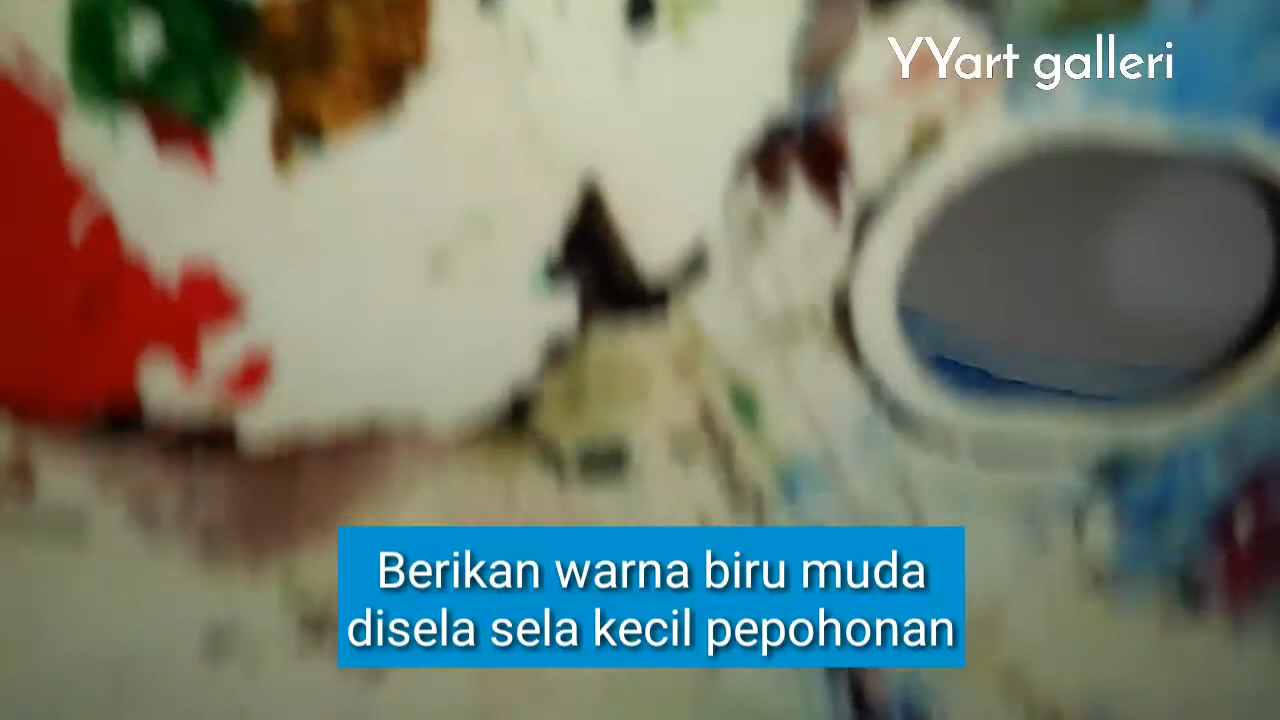 YYart galleri
Berikan warna biru muda
disela sela kecil pepohonan